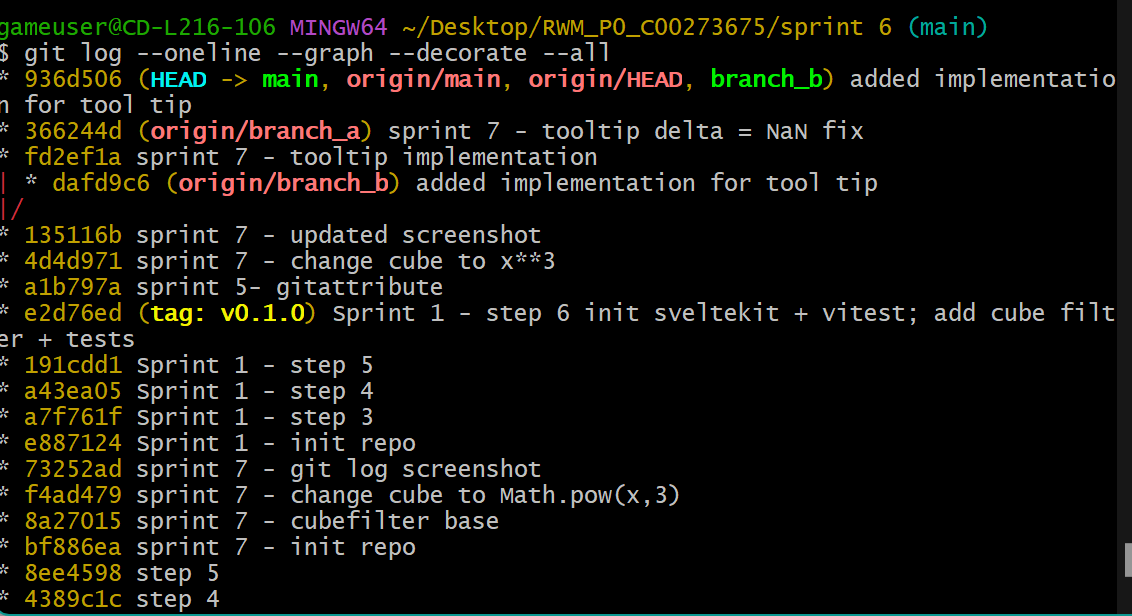 gameuser@CD-L216-106 MINGW64 ~/Desktop/RWM_P0_C00273675/sprint 6 (main)
$ git log --oneline --graph --decorate --all
* 936d506 (HEAD -> main, origin/main, origin/HEAD, branch_b) added implementatio
n for tool tip
* 366244d (origin/branch_a) sprint 7 - tooltip delta = NaN fix
* fd2ef1a sprint 7 - tooltip implementation
| * dafd9c6 (origin/branch_b) added implementation for tool tip
|/
* 135116b sprint 7 - updated screenshot
* 4d4d971 sprint 7 - change cube to x**3
* a1b797a sprint 5- gitattribute
* e2d76ed (tag: v0.1.0) Sprint 1 - step 6 init sveltekit + vitest; add cube filt
er + tests
* 191cdd1 Sprint 1 - step 5
* a43ea05 Sprint 1 - step 4
* a7f761f Sprint 1 - step 3
* e887124 Sprint 1 - init repo
* 73252ad sprint 7 - git log screenshot
* f4ad479 sprint 7 - change cube to Math.pow(x,3)
* 8a27015 sprint 7 - cubefilter base
* bf886ea sprint 7 - init repo
* 8ee4598 step 5
* 4389c1c step 4